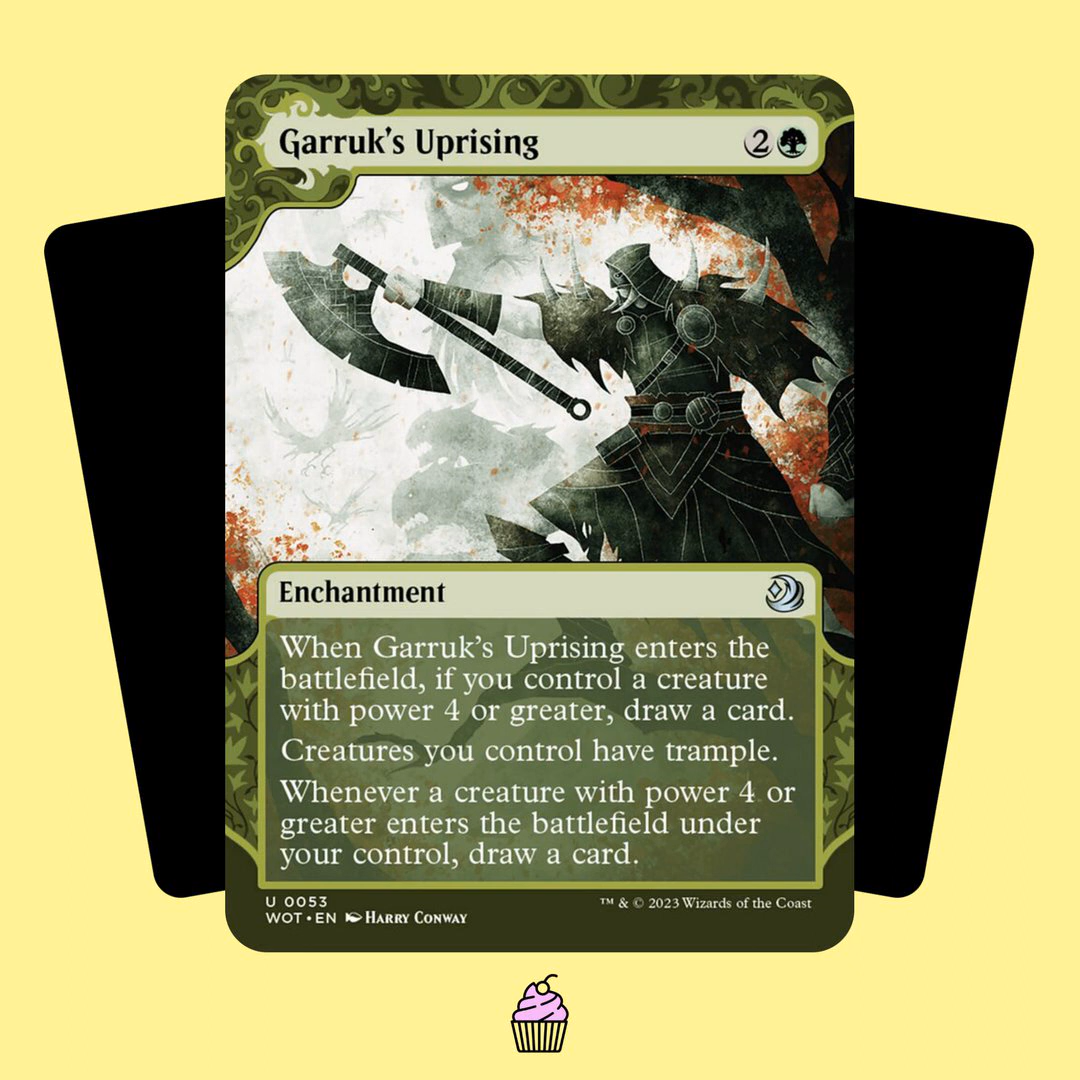 Garruk's Uprising 2
Enchantment
When Garruk's Uprising enters the
battlefield, if you control a creature
with power 4 or greater, draw a card.
Creatures you control have trample.
Whenever a creature with power 4 or
greater enters the battlefield under
your control, draw a card.
U 0053
WOT • EN Harry Conway
™ & © 2023 Wizards of the Coast